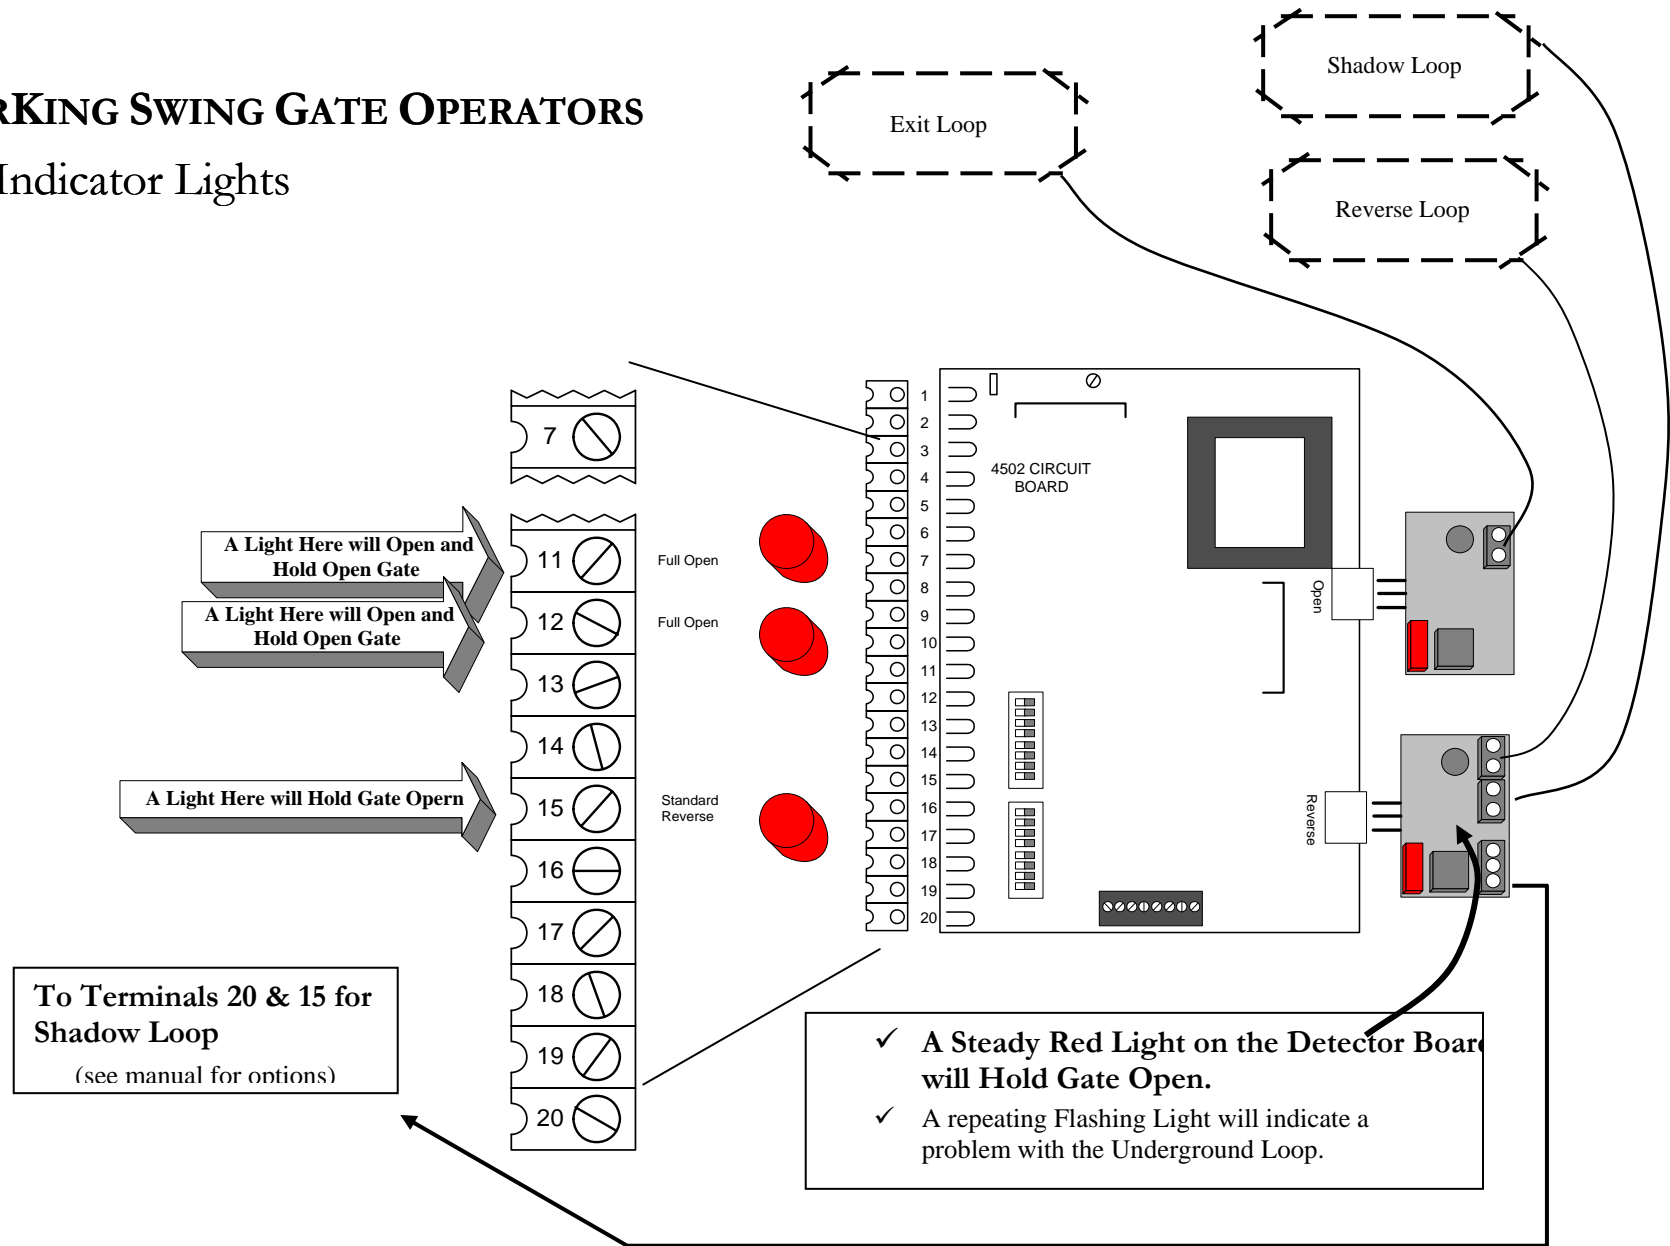 RKING SWING GATE OPERATORS
Indicator Lights
Exit Loop
Shadow Loop
Reverse Loop
7
11
12
13
14
15
16
17
18
19
20
A Light Here will Open and
Hold Open Gate
A Light Here will Open and
Hold Open Gate
A Light Here will Hold Gate Opern
Full Open
Full Open
Standard
Reverse
1
2
3
4
5
6
7
8
9
10
11
12
13
14
15
16
17
18
19
20
4502 CIRCUIT
BOARD
Open
Reverse
To Terminals 20 & 15 for
Shadow Loop
(see manual for options)
✓ A Steady Red Light on the Detector Board
will Hold Gate Open.
✓ A repeating Flashing Light will indicate a
problem with the Underground Loop.